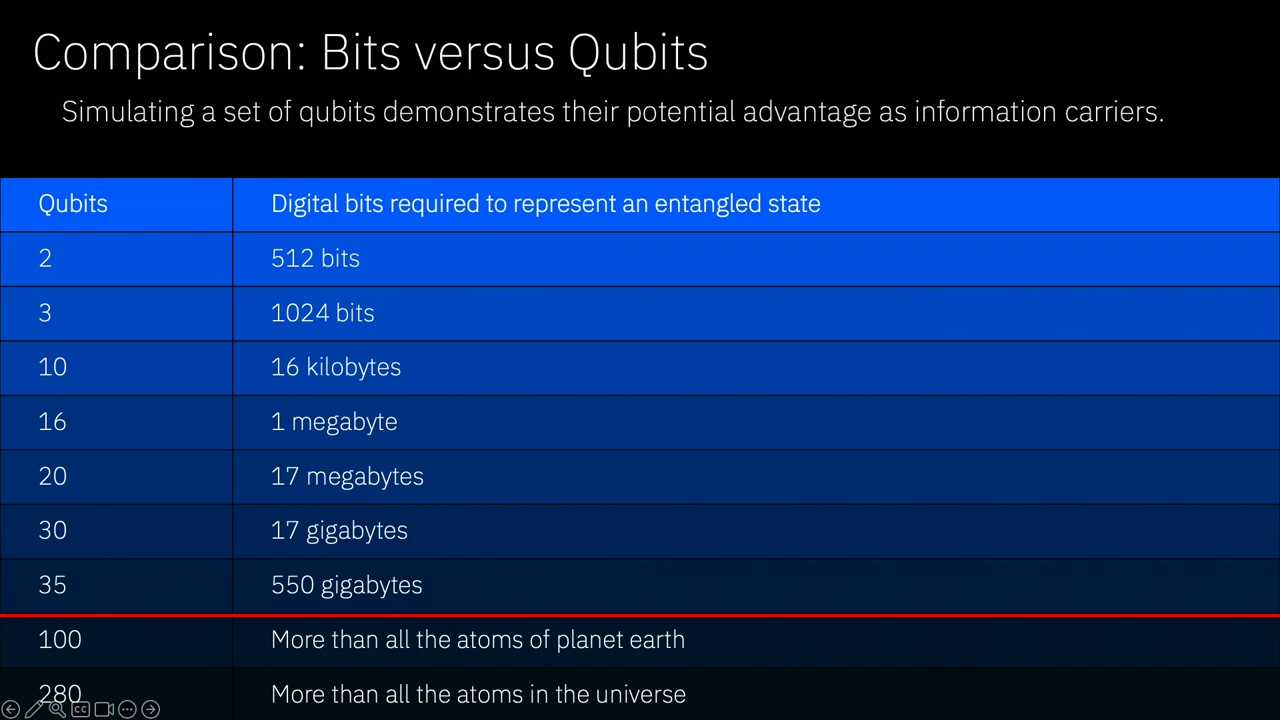 Comparison: Bits versus Qubits
Simulating a set of qubits demonstrates their potential advantage as information carriers.
Qubits Digital bits required to represent an entangled state
2 512 bits
3 1024 bits
10 16 kilobytes
16 1 megabyte
20 17 megabytes
30 17 gigabytes
35 550 gigabytes
100 More than all the atoms of planet earth
280 More than all the atoms in the universe
CC